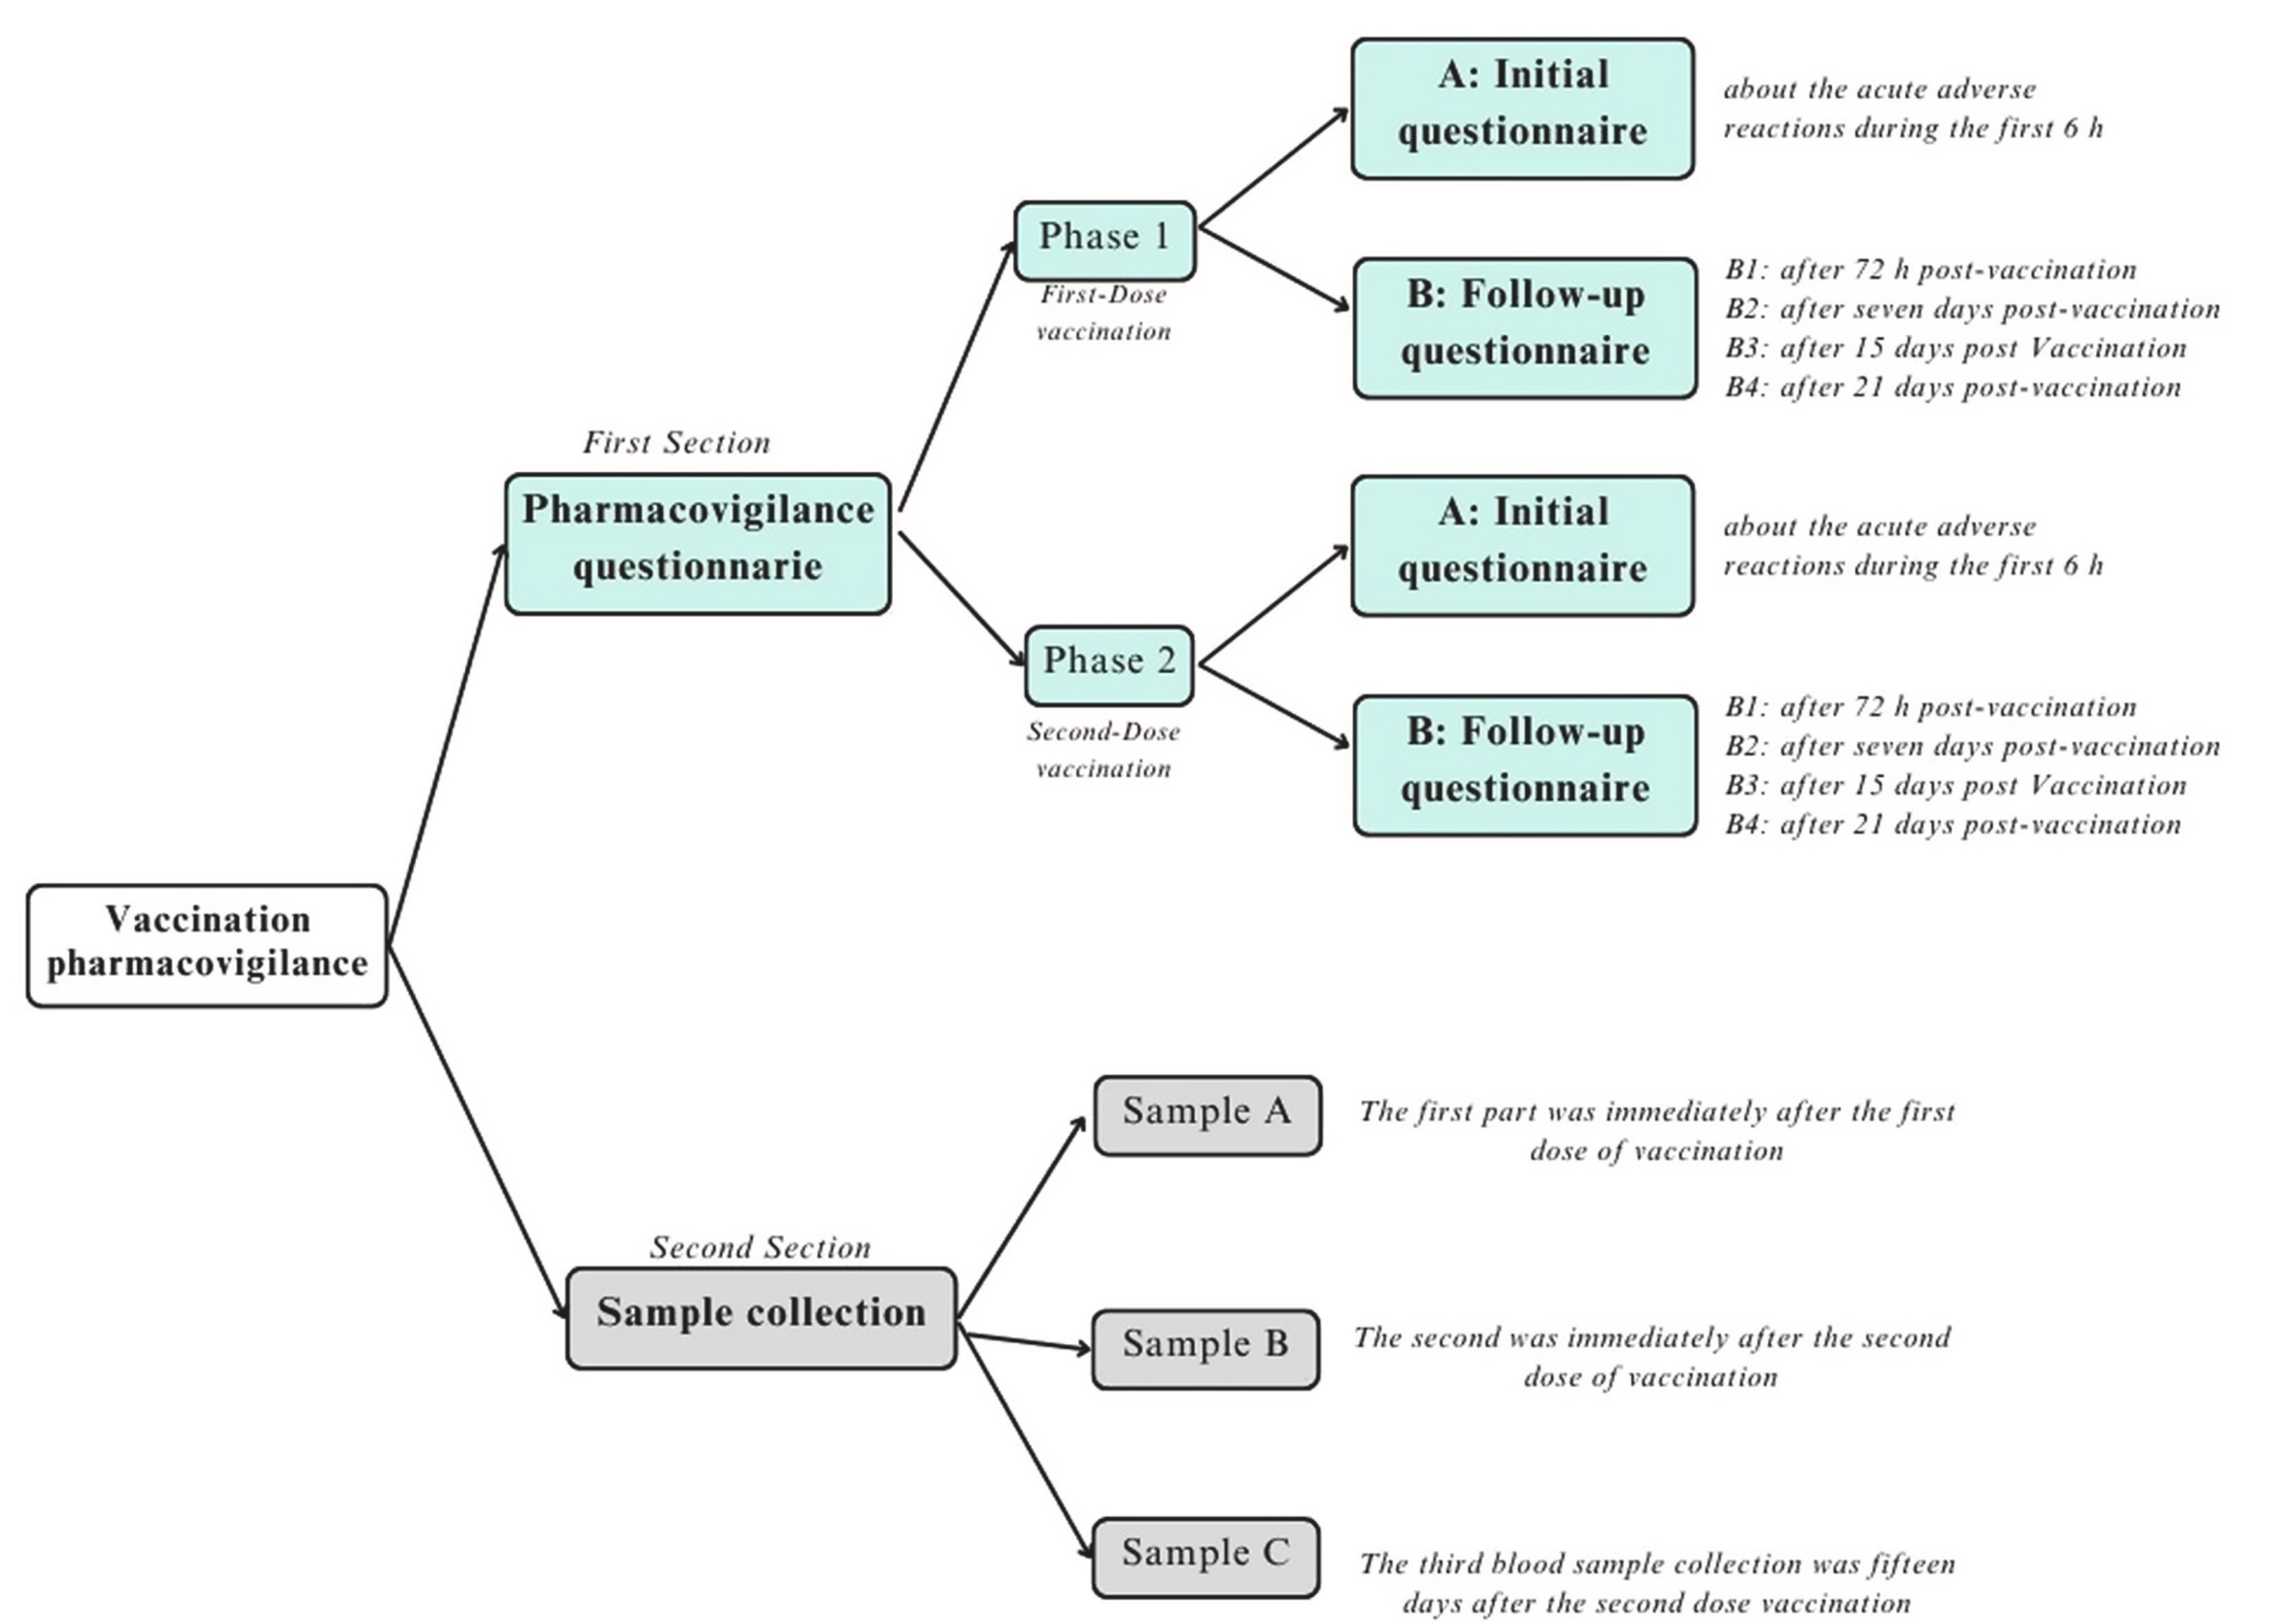 A: Initial
questionnaire
about the acute adverse
reactions during the first 6 h
Phase 1
First-Dose
vaccination
B: Follow-up
questionnaire
B1: after 72 h post-vaccination
B2: after seven days post-vaccination
B3: after 15 days post Vaccination
B4: after 21 days post-vaccination
First Section
Pharmacovigilance
questionnarie
A: Initial
questionnaire
about the acute adverse
reactions during the first 6 h
Phase 2
Second-Dose
vaccination
B: Follow-up
questionnaire
B1: after 72 h post-vaccination
B2: after seven days post-vaccination
B3: after 15 days post Vaccination
B4: after 21 days post-vaccination
Vaccination
pharmacovigilance
Second Section
Sample collection
Sample A
The first part was immediately after the first
dose of vaccination
Sample B
The second was immediately after the second
dose of vaccination
Sample C
The third blood sample collection was fifteen
days after the second dose vaccination